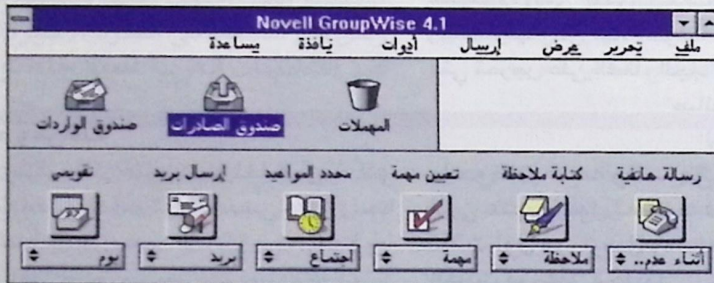 Novell GroupWise 4.1
ملف تحرير عرض إرسال أدوات نافذة مساعدة
المهملات صندوق الصادرات صندوق الواردات
رسالة هاتفية كتابة ملاحظة تعيين مهمة محدد المواعيد إرسال بريد تقويمي
أثناء عدم.. ملاحظة مهمة اجتماع بريد يوم